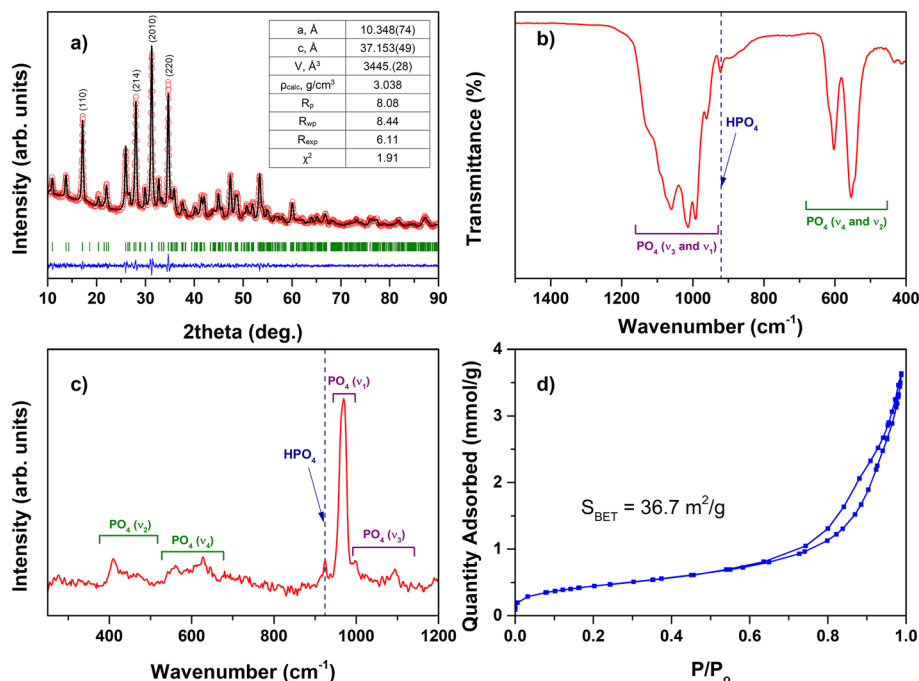 a)
(110)
(214)
(2010)
(220)
a, Å 10.348(74)
c, Å 37.153(49)
V, Å³ 3445.(28)
ρcalc, g/cm³ 3.038
Rp 8.08
Rwp 8.44
Rexp 6.11
χ² 1.91
Intensity (arb. units)
10 20 30 40 50 60 70 80 90
2theta (deg.)
b)
HPO₄
PO₄ (ν₃ and ν₁)
PO₄ (ν₄ and ν₂)
Transmittance (%)
1400 1200 1000 800 600 400
Wavenumber (cm⁻¹)
c)
PO₄ (ν₁)
HPO₄
PO₄ (ν₂)
PO₄ (ν₄)
PO₄ (ν₃)
Intensity (arb. units)
400 600 800 1000 1200
Wavenumber (cm⁻¹)
d)
SBET = 36.7 m²/g
Quantity Adsorbed (mmol/g)
4
3
2
1
0
0.0 0.2 0.4 0.6 0.8 1.0
P/Po